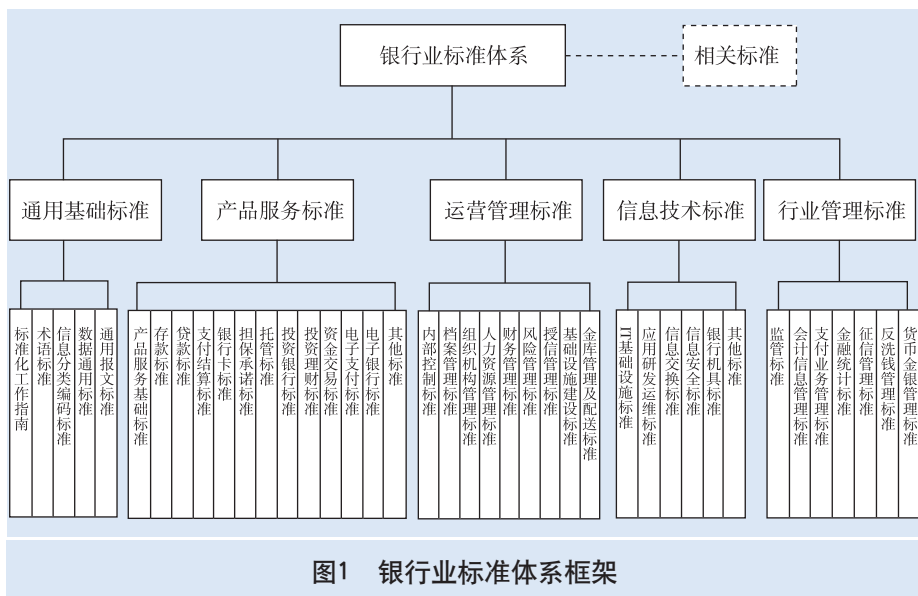 银行业标准体系
相关标准
通用基础标准
产品服务标准
运营管理标准
信息技术标准
行业管理标准
标准化工作指南
术语标准
信息分类编码标准
数据通用标准
通用报文标准
产品服务基础标准
存款标准
贷款标准
支付结算标准
银行卡标准
担保承诺标准
托管标准
投资银行标准
投资理财标准
资金交易标准
电子支付标准
电子银行标准
其他标准
内部控制标准
档案管理标准
组织机构管理标准
人力资源管理标准
财务管理标准
风险管理标准
授信管理标准
基础设施建设标准
金库管理及配送标准
IT基础设施标准
应用研发运维标准
信息交换标准
信息安全标准
银行机具标准
其他标准
监管标准
会计信息管理标准
支付业务管理标准
金融统计标准
征信管理标准
反洗钱管理标准
货币金银管理标准
图1 银行业标准体系框架